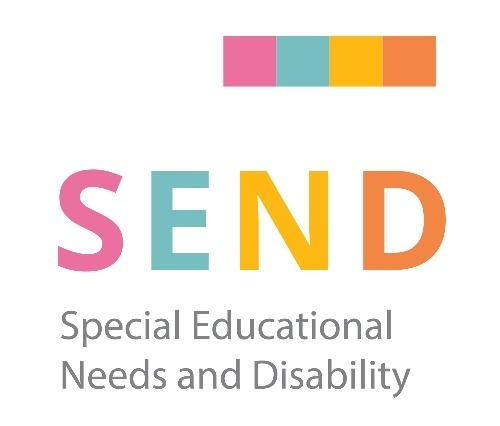 SEND
Special Educational
Needs and Disability